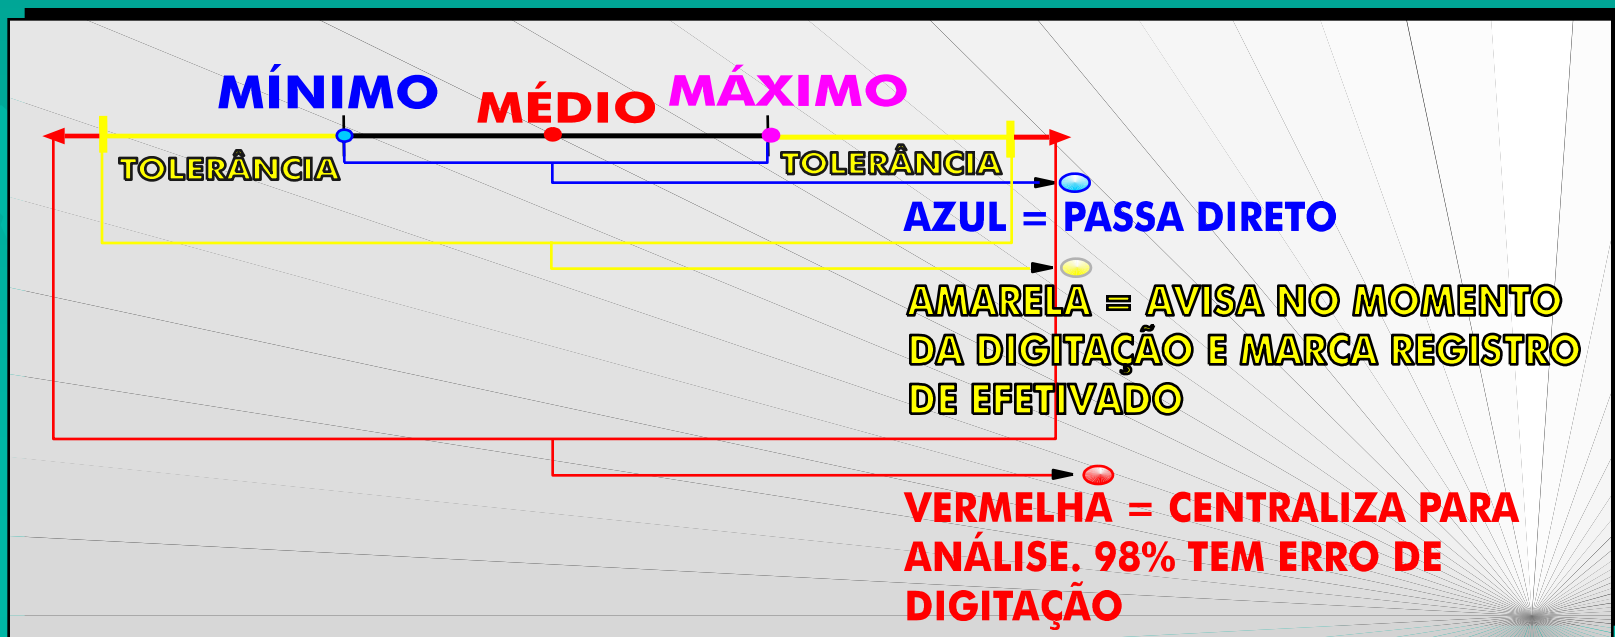 MÍNIMO
MÉDIO
MÁXIMO
TOLERÂNCIA
TOLERÂNCIA
AZUL = PASSA DIRETO
AMARELA = AVISA NO MOMENTO
DA DIGITAÇÃO E MARCA REGISTRO
DE EFETIVADO
VERMELHA = CENTRALIZA PARA
ANÁLISE. 98% TEM ERRO DE
DIGITAÇÃO